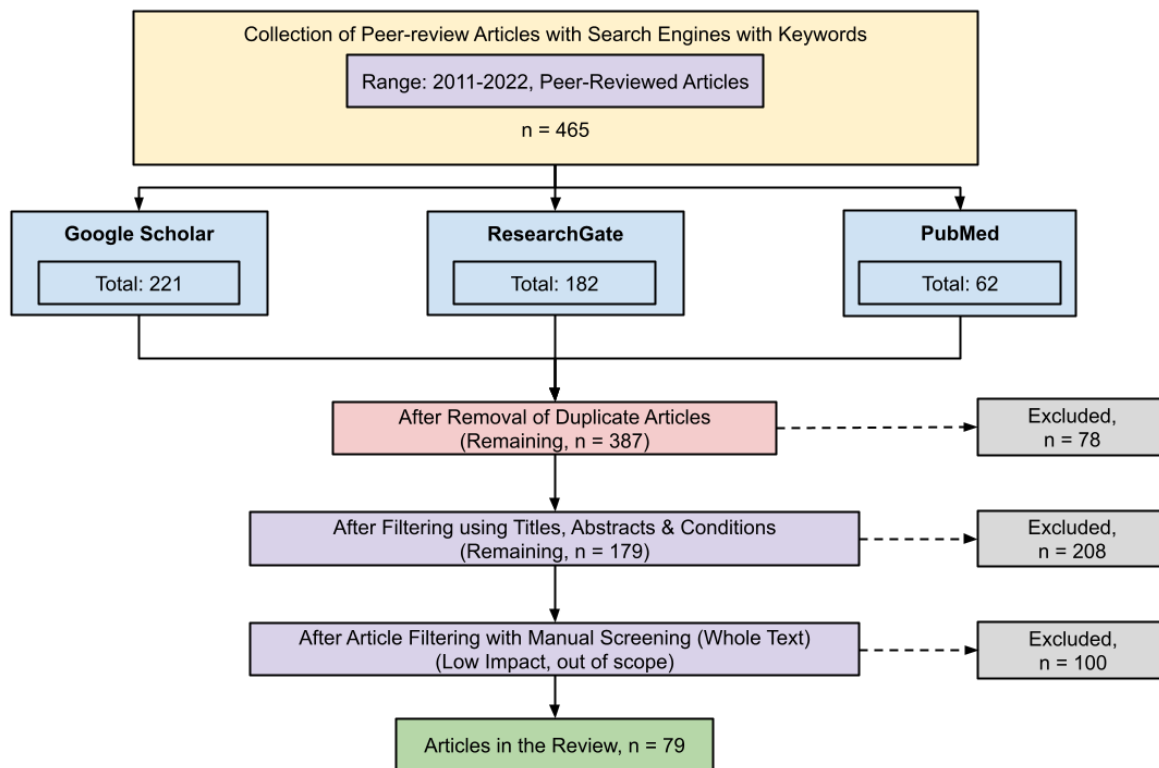 Collection of Peer-review Articles with Search Engines with Keywords
Range: 2011-2022, Peer-Reviewed Articles
n = 465
Google Scholar
Total: 221
ResearchGate
Total: 182
PubMed
Total: 62
After Removal of Duplicate Articles
(Remaining, n = 387)
Excluded,
n = 78
After Filtering using Titles, Abstracts & Conditions
(Remaining, n = 179)
Excluded,
n = 208
After Article Filtering with Manual Screening (Whole Text)
(Low Impact, out of scope)
Excluded,
n = 100
Articles in the Review, n = 79